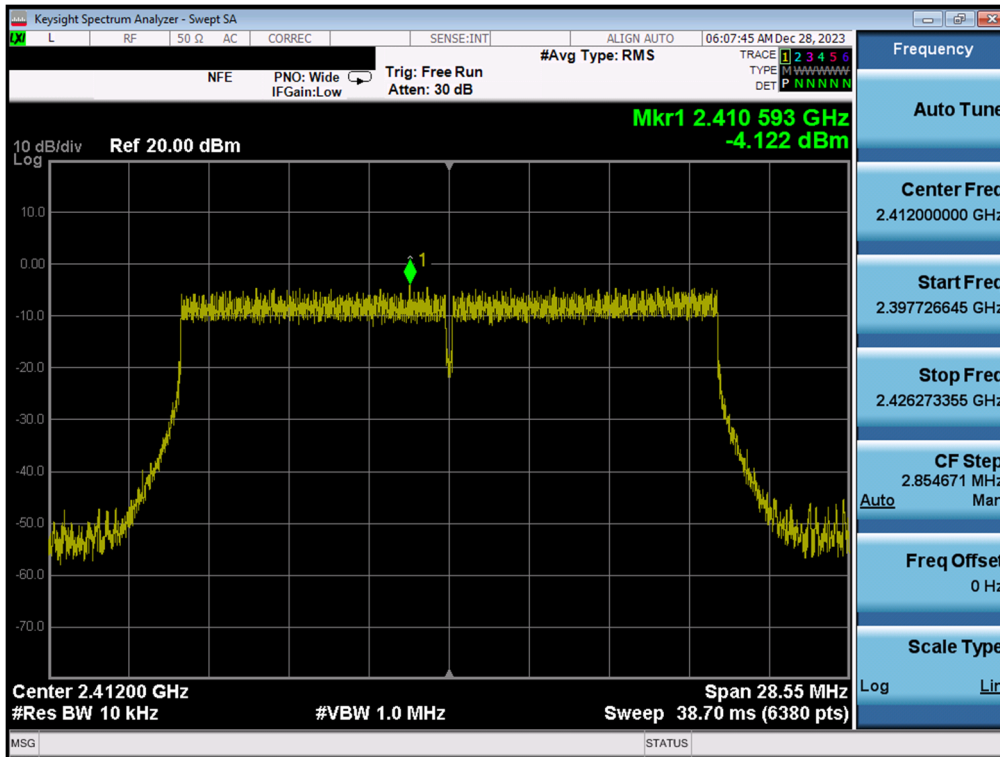 Keysight Spectrum Analyzer - Swept SA
LXI L RF 50 Ω AC CORREC SENSE:INT ALIGN AUTO 06:07:45 AM Dec 28, 2023
NFE PNO: Wide IFGain:Low
Trig: Free Run
Atten: 30 dB
#Avg Type: RMS
TRACE 1 2 3 4 5 6
TYPE M W W W W W
DET P N N N N N
Mkr1 2.410 593 GHz
-4.122 dBm
10 dB/div Ref 20.00 dBm
Log
1
10.0
0.00
-10.0
-20.0
-30.0
-40.0
-50.0
-60.0
-70.0
Center 2.41200 GHz Span 28.55 MHz
#Res BW 10 kHz #VBW 1.0 MHz Sweep 38.70 ms (6380 pts)
MSG STATUS
Frequency
Auto Tune
Center Freq
2.412000000 GHz
Start Freq
2.397726645 GHz
Stop Freq
2.426273355 GHz
CF Step
2.854671 MHz
Auto Man
Freq Offset
0 Hz
Scale Type
Log Lin